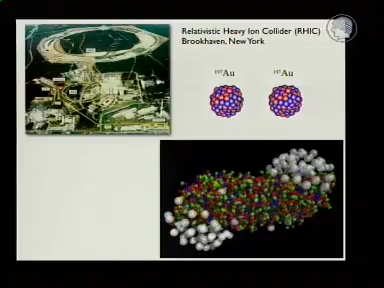 Relativistic Heavy Ion Collider (RHIC)
Brookhaven, New York
¹⁹⁷Au ¹⁹⁷Au